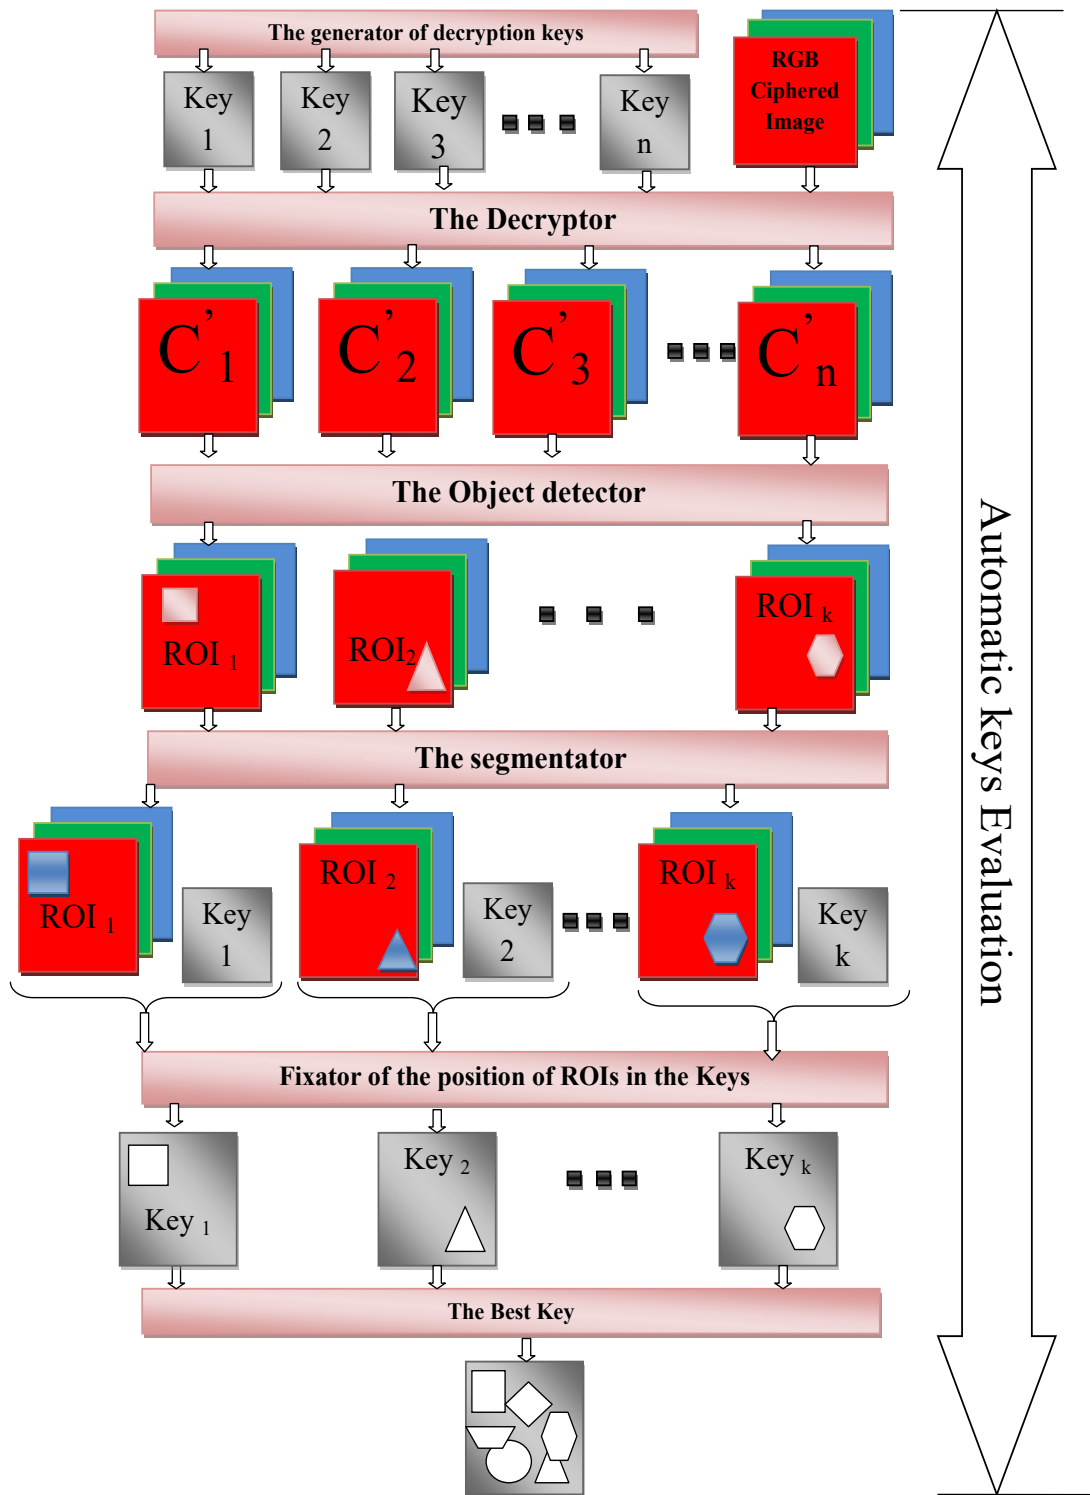 The generator of decryption keys
Key
1
Key
2
Key
3
Key
n
RGB
Ciphered
Image
The Decryptor
C'1
C'2
C'3
C'n
The Object detector
ROI 1
ROI2
ROI k
The segmentator
ROI 1
Key
1
ROI 2
Key
2
ROI k
Key
k
Fixator of the position of ROIs in the Keys
Key 1
Key 2
Key k
The Best Key
Automatic keys Evaluation